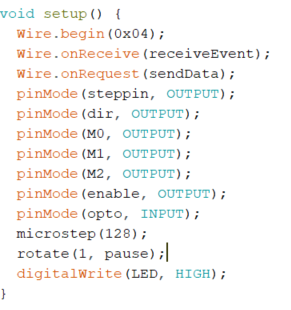 void setup() {
  Wire.begin(0x04);
  Wire.onReceive(receiveEvent);
  Wire.onRequest(sendData);
  pinMode(steppin, OUTPUT);
  pinMode(dir, OUTPUT);
  pinMode(M0, OUTPUT);
  pinMode(M1, OUTPUT);
  pinMode(M2, OUTPUT);
  pinMode(enable, OUTPUT);
  pinMode(opto, INPUT);
  microstep(128);
  rotate(1, pause);
  digitalWrite(LED, HIGH);
}